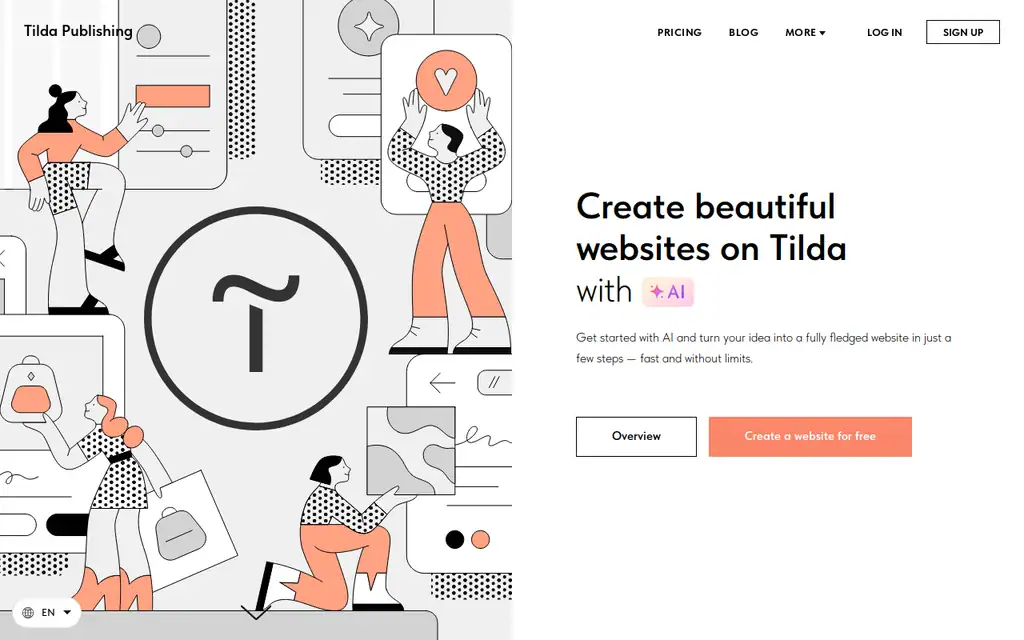 Tilda Publishing
PRICING
BLOG
MORE
LOG IN
SIGN UP
Create beautiful
websites on Tilda
with AI
Get started with AI and turn your idea into a fully fledged website in just a
few steps — fast and without limits.
Overview
Create a website for free
//
EN